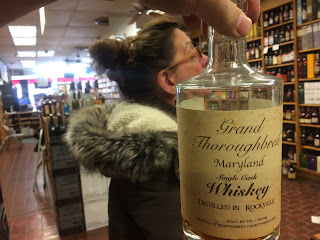 Grand
Thoroughbred
Maryland
Single Cask
Whiskey
DISTILLED IN ROCKVILLE